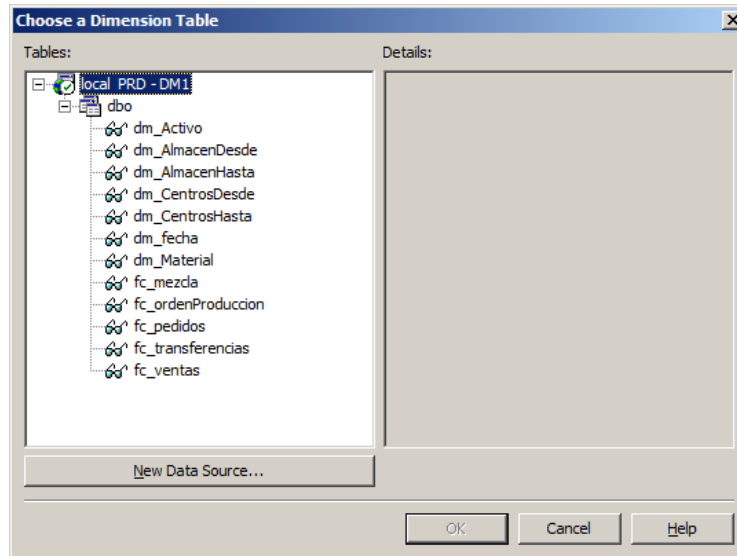 Choose a Dimension Table
Tables:
Details:
local PRD - DM1
dbo
dm_Activo
dm_AlmacenDesde
dm_AlmacenHasta
dm_CentrosDesde
dm_CentrosHasta
dm_fecha
dm_Material
fc_mezcla
fc_ordenProduccion
fc_pedidos
fc_transferencias
fc_ventas
New Data Source...
OK Cancel Help